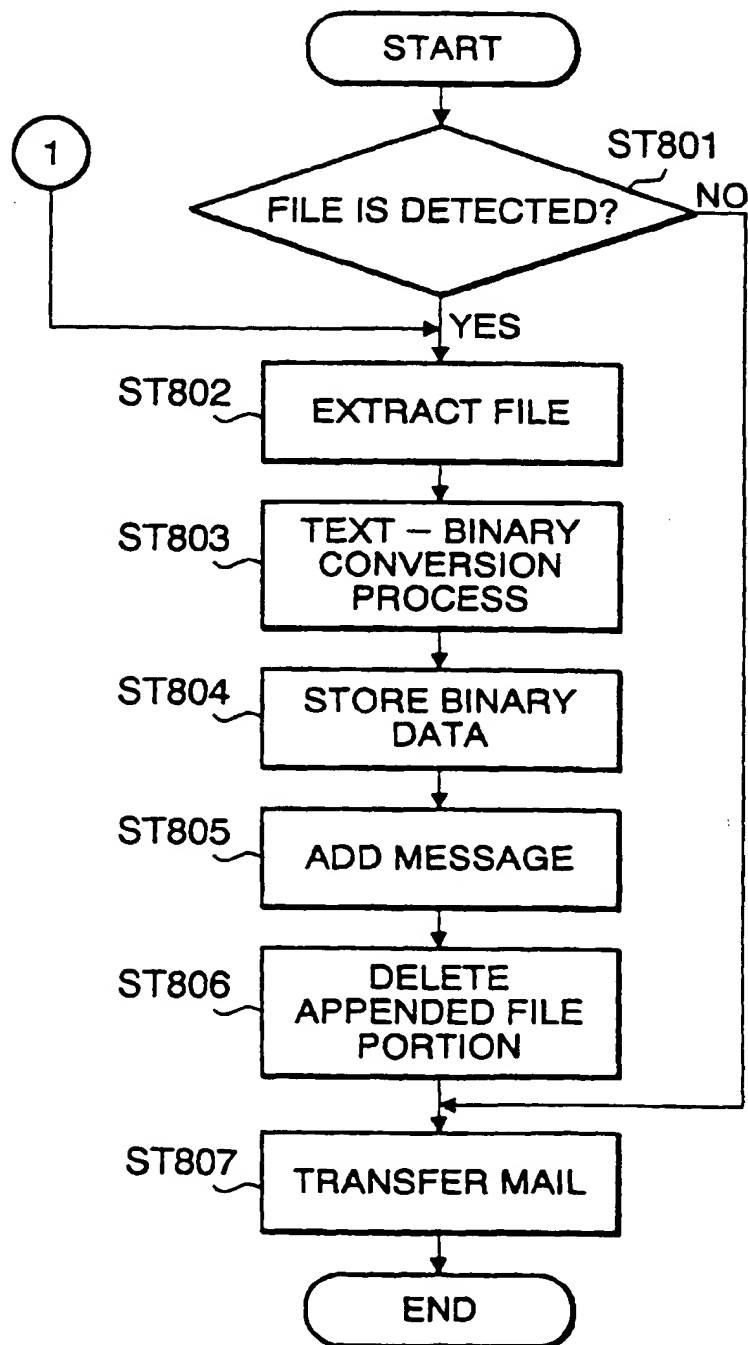 START
1
ST801
FILE IS DETECTED?
NO
YES
ST802
EXTRACT FILE
ST803
TEXT – BINARY
CONVERSION
PROCESS
ST804
STORE BINARY
DATA
ST805
ADD MESSAGE
ST806
DELETE
APPENDED FILE
PORTION
ST807
TRANSFER MAIL
END